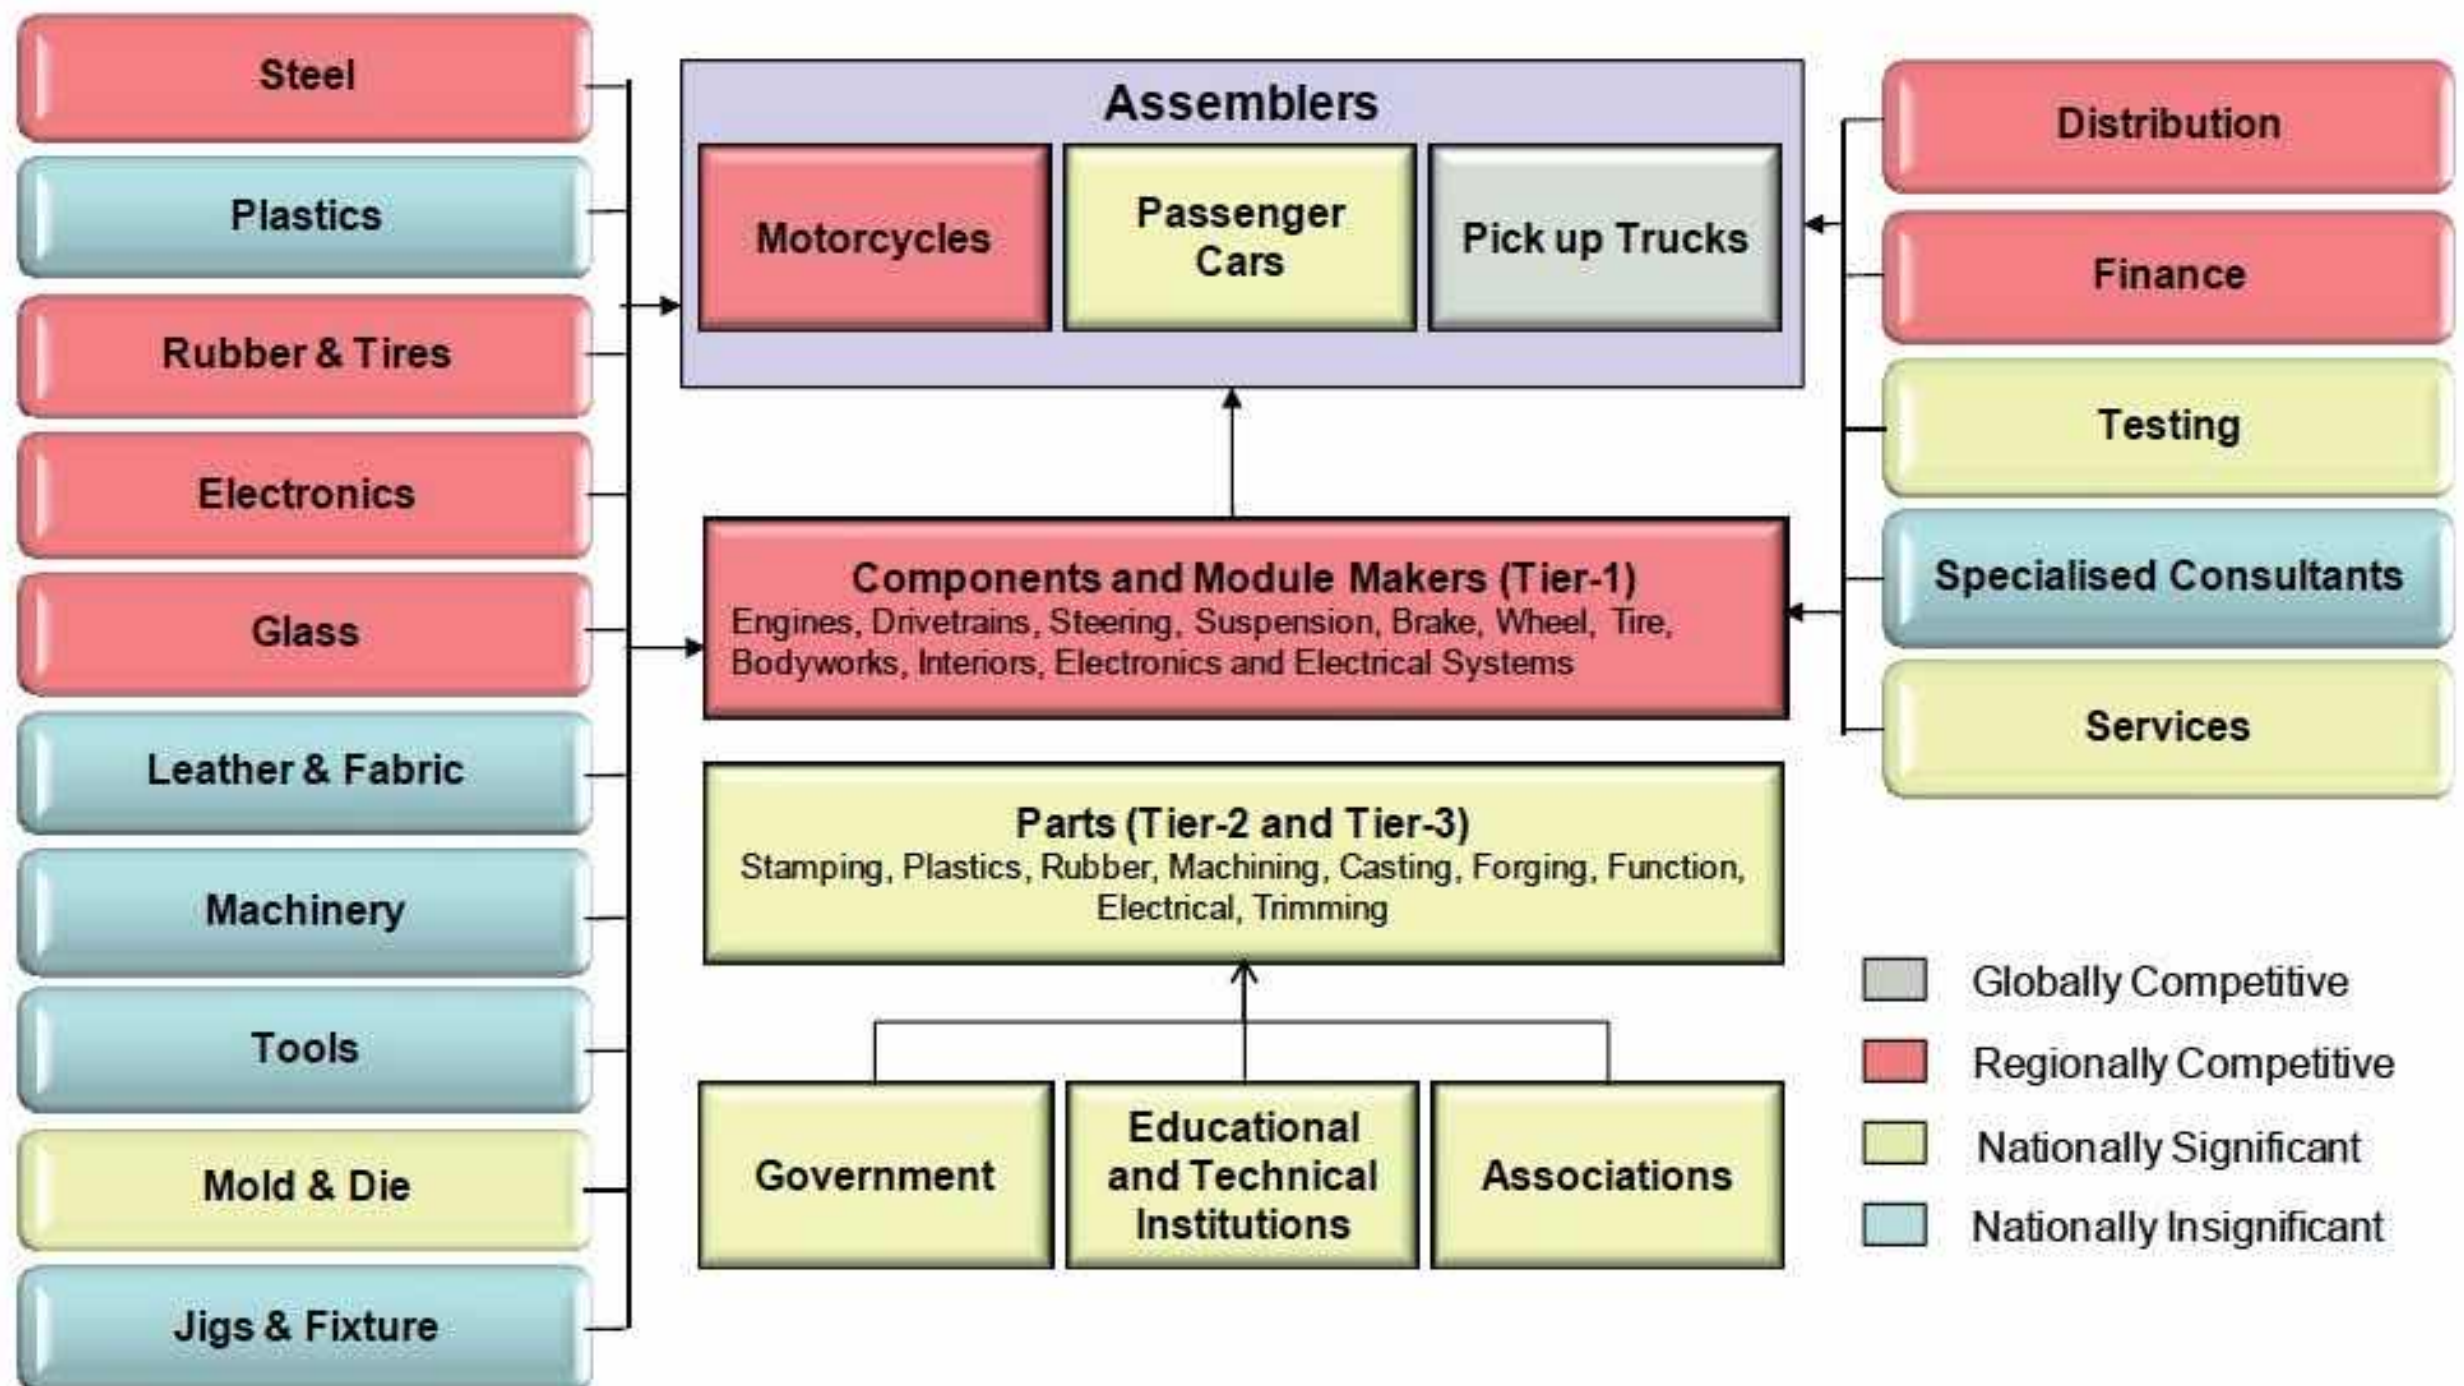 Steel
Plastics
Rubber & Tires
Electronics
Glass
Leather & Fabric
Machinery
Tools
Mold & Die
Jigs & Fixture
Assemblers
Motorcycles
Passenger
Cars
Pick up Trucks
Components and Module Makers (Tier-1)
Engines, Drivetrains, Steering, Suspension, Brake, Wheel, Tire,
Bodyworks, Interiors, Electronics and Electrical Systems
Parts (Tier-2 and Tier-3)
Stamping, Plastics, Rubber, Machining, Casting, Forging, Function,
Electrical, Trimming
Government
Educational
and Technical
Institutions
Associations
Distribution
Finance
Testing
Specialised Consultants
Services
Globally Competitive
Regionally Competitive
Nationally Significant
Nationally Insignificant